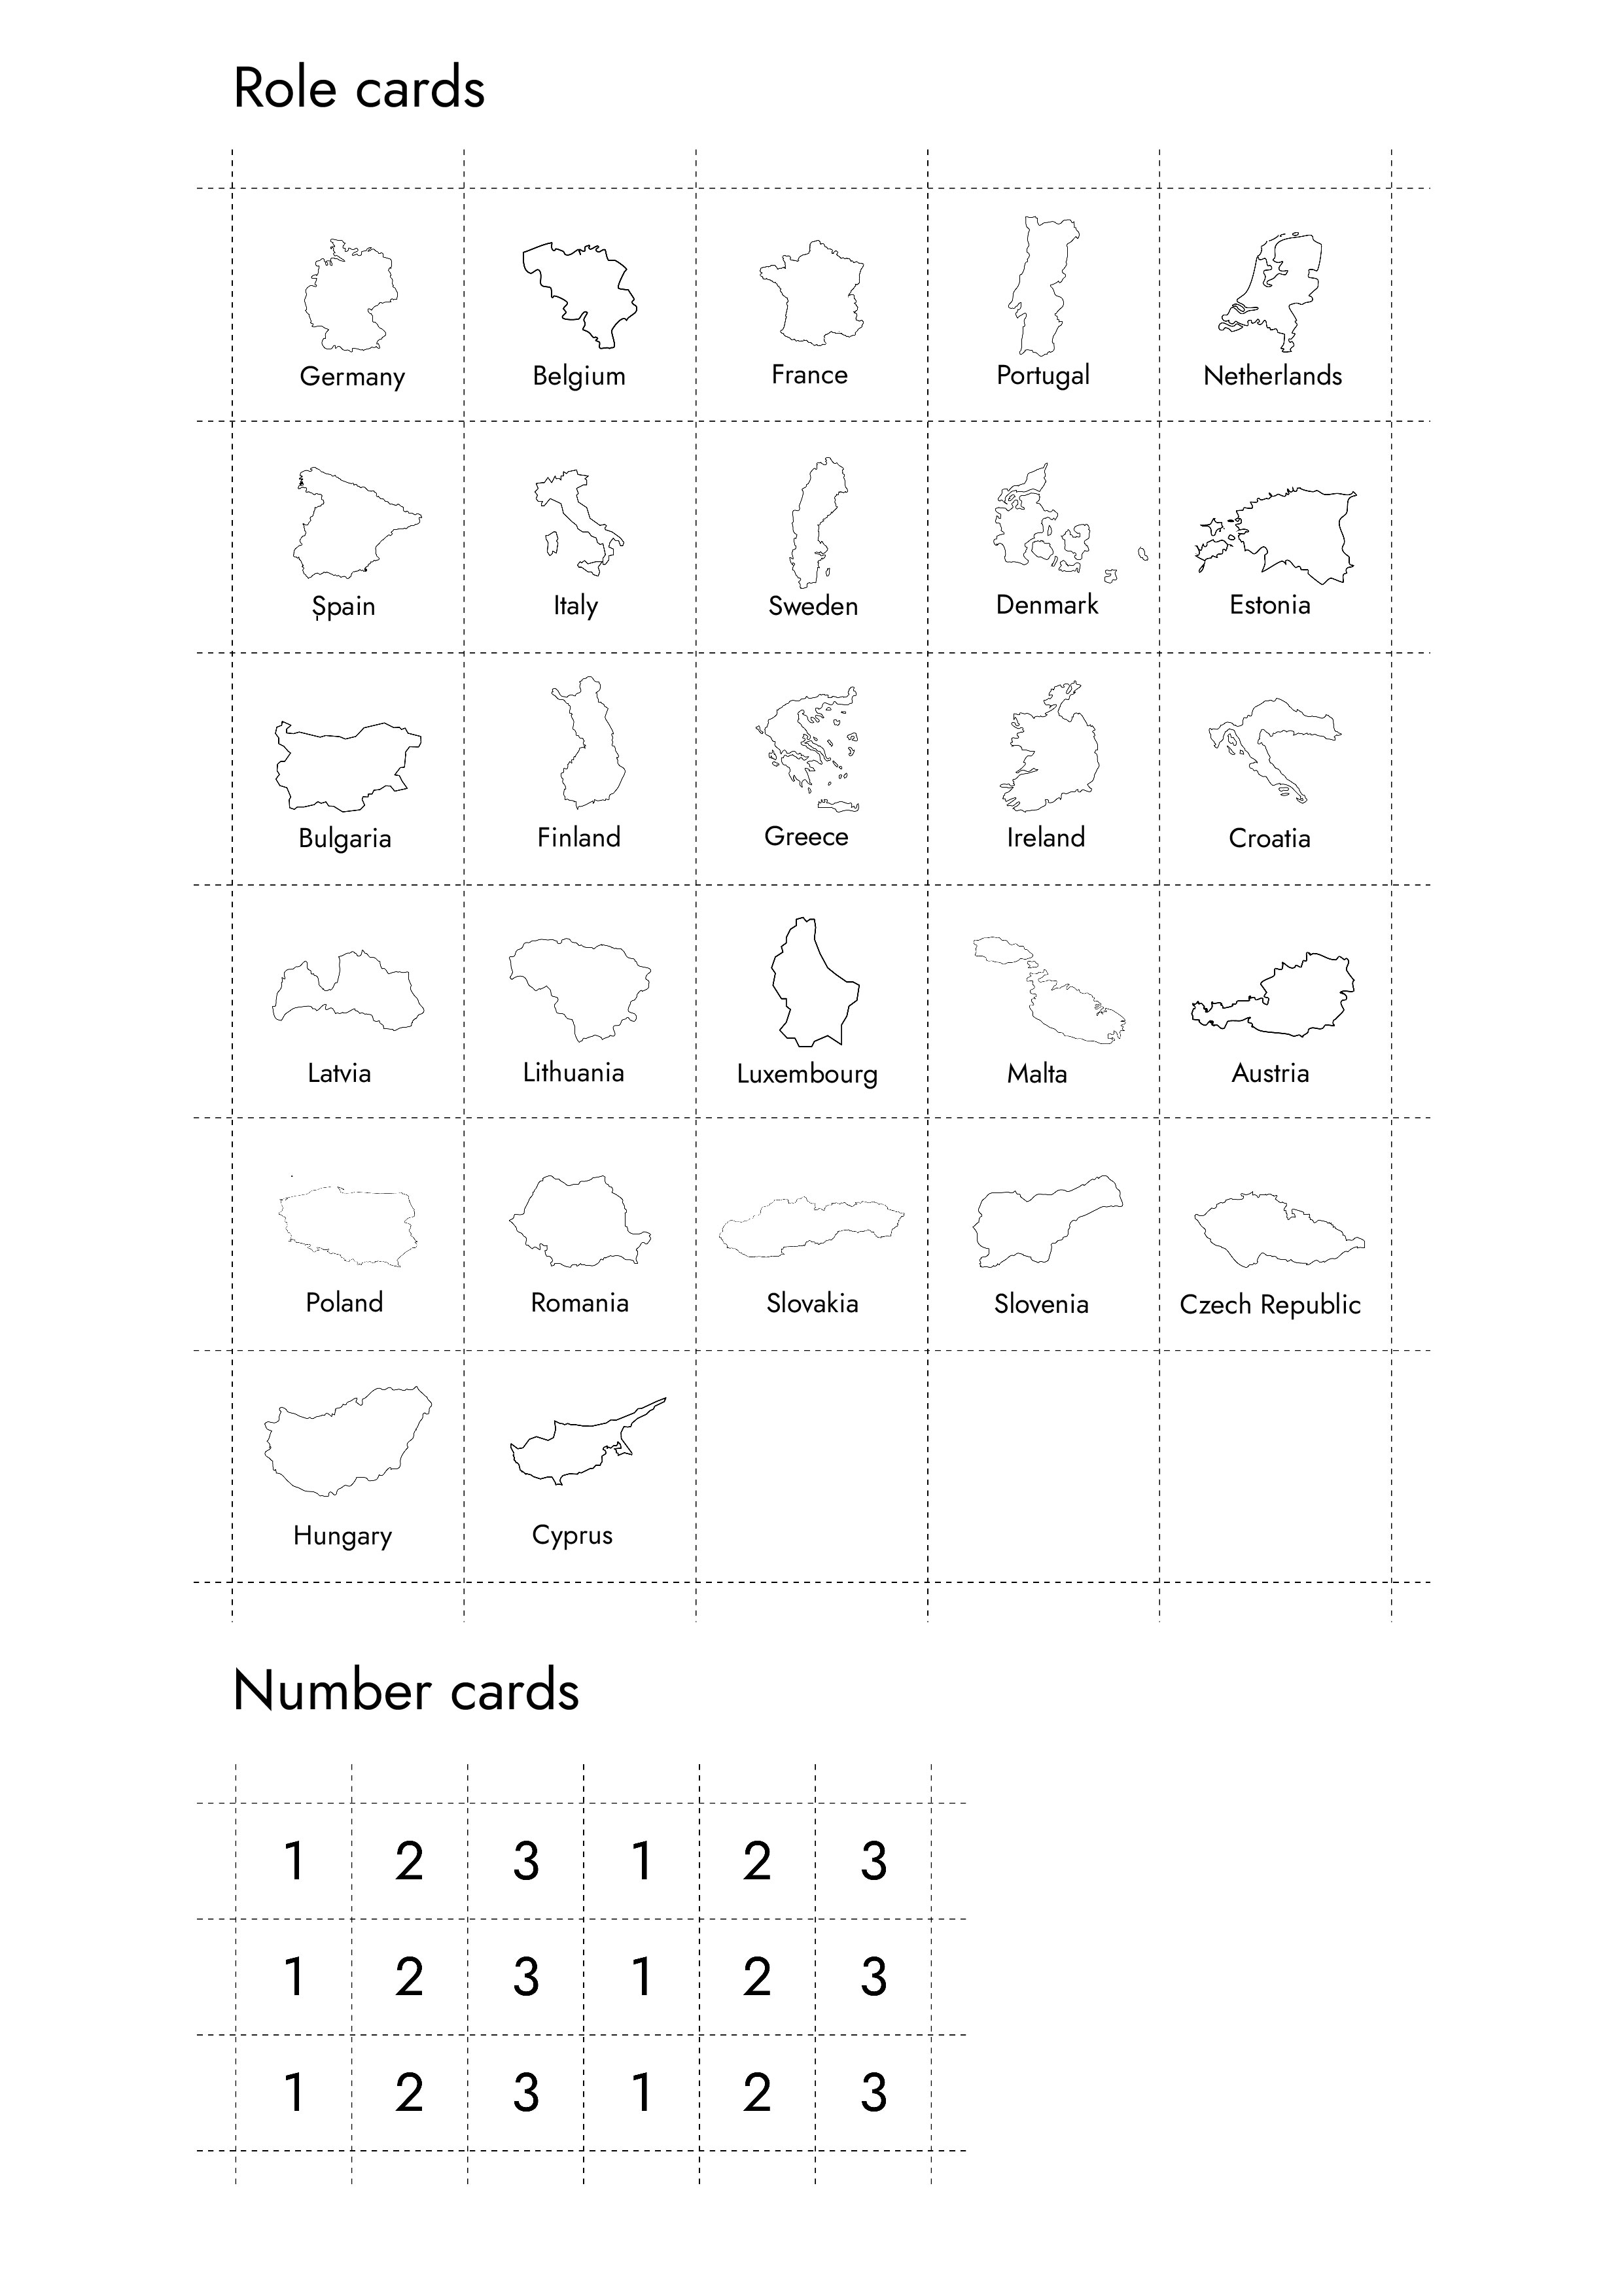 Role cards
Germany Belgium France Portugal Netherlands
Spain Italy Sweden Denmark Estonia
Bulgaria Finland Greece Ireland Croatia
Latvia Lithuania Luxembourg Malta Austria
Poland Romania Slovakia Slovenia Czech Republic
Hungary Cyprus
Number cards
1 2 3 1 2 3
1 2 3 1 2 3
1 2 3 1 2 3